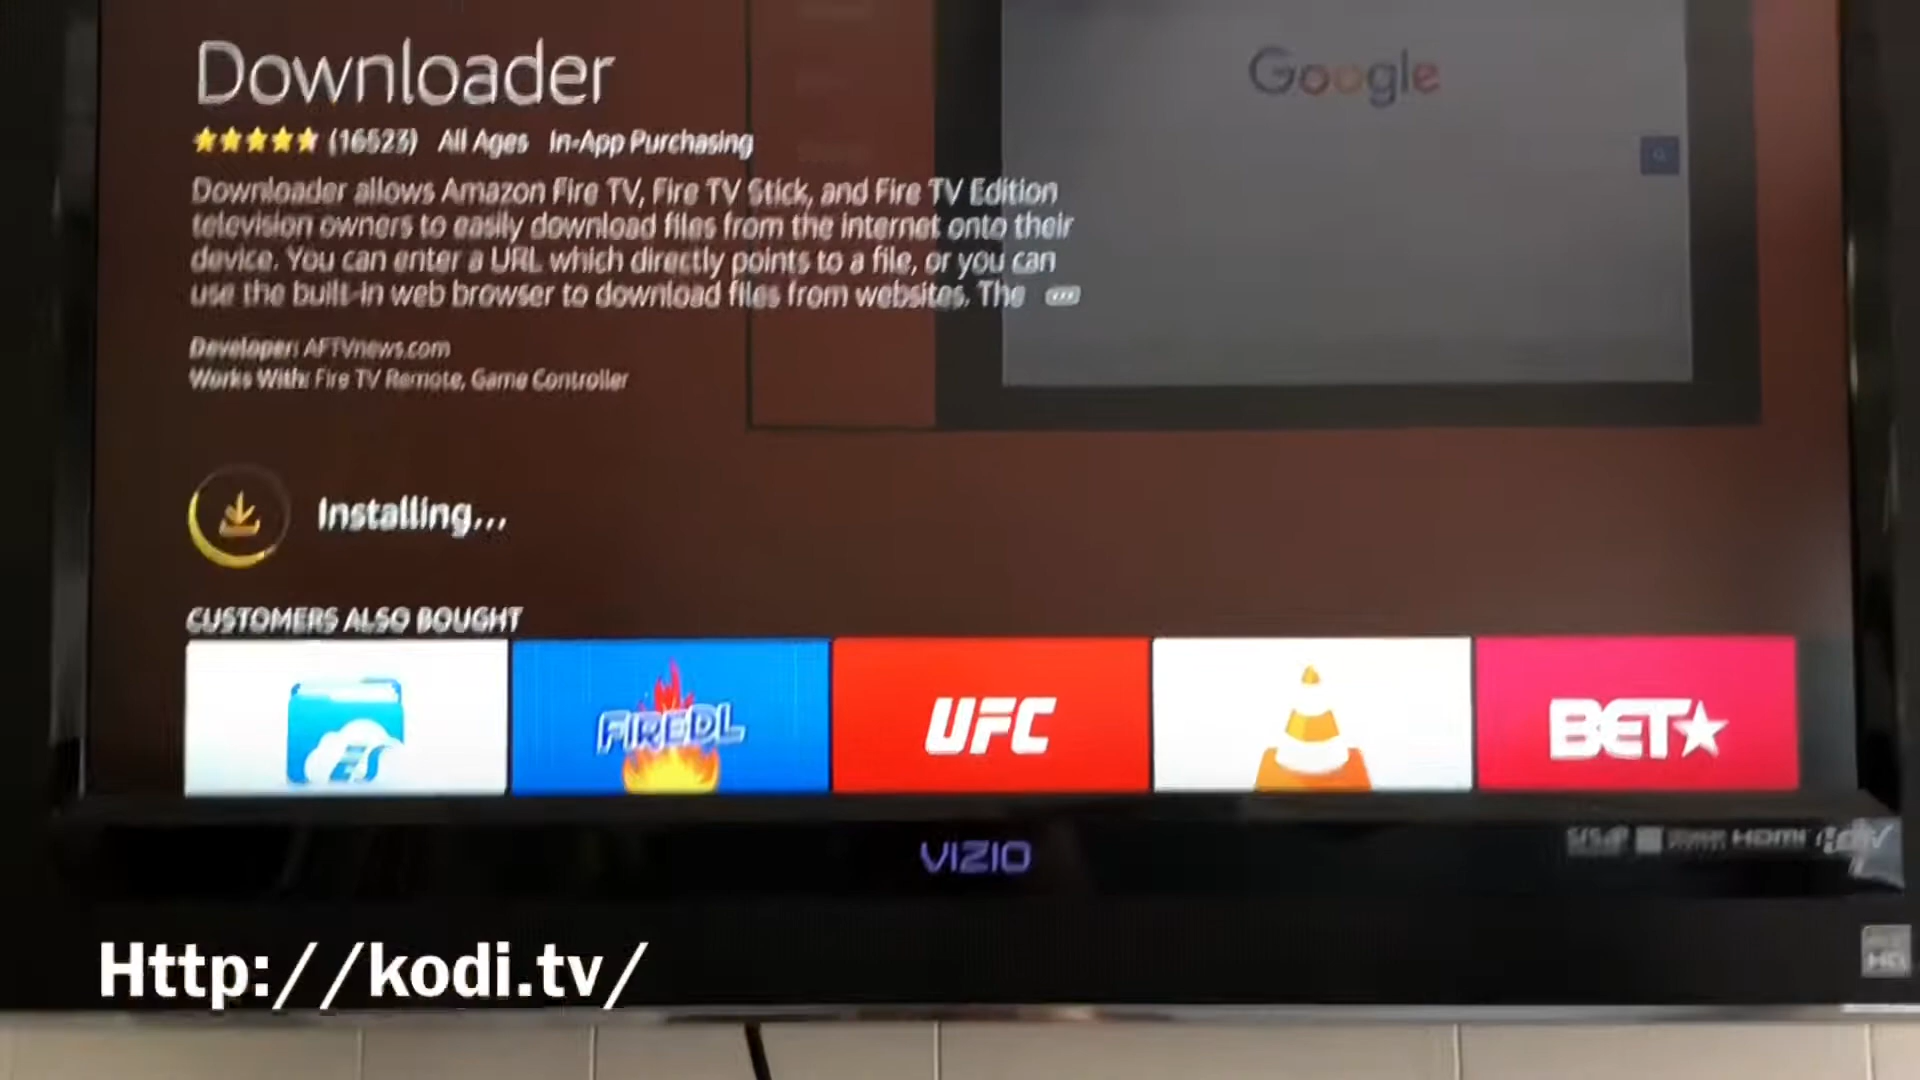 Downloader
Google
(16523) All Ages In-App Purchasing
Downloader allows Amazon Fire TV, Fire TV Stick, and Fire TV Edition
television owners to easily download files from the internet onto their
device. You can enter a URL which directly points to a file, or you can
use the built-in web browser to download files from websites. The
Developer: AFTVnews.com
Works With: Fire TV Remote, Game Controller
Installing...
CUSTOMERS ALSO BOUGHT
FIREDL
UFC
BET
VIZIO
HDMI
Http://kodi.tv/